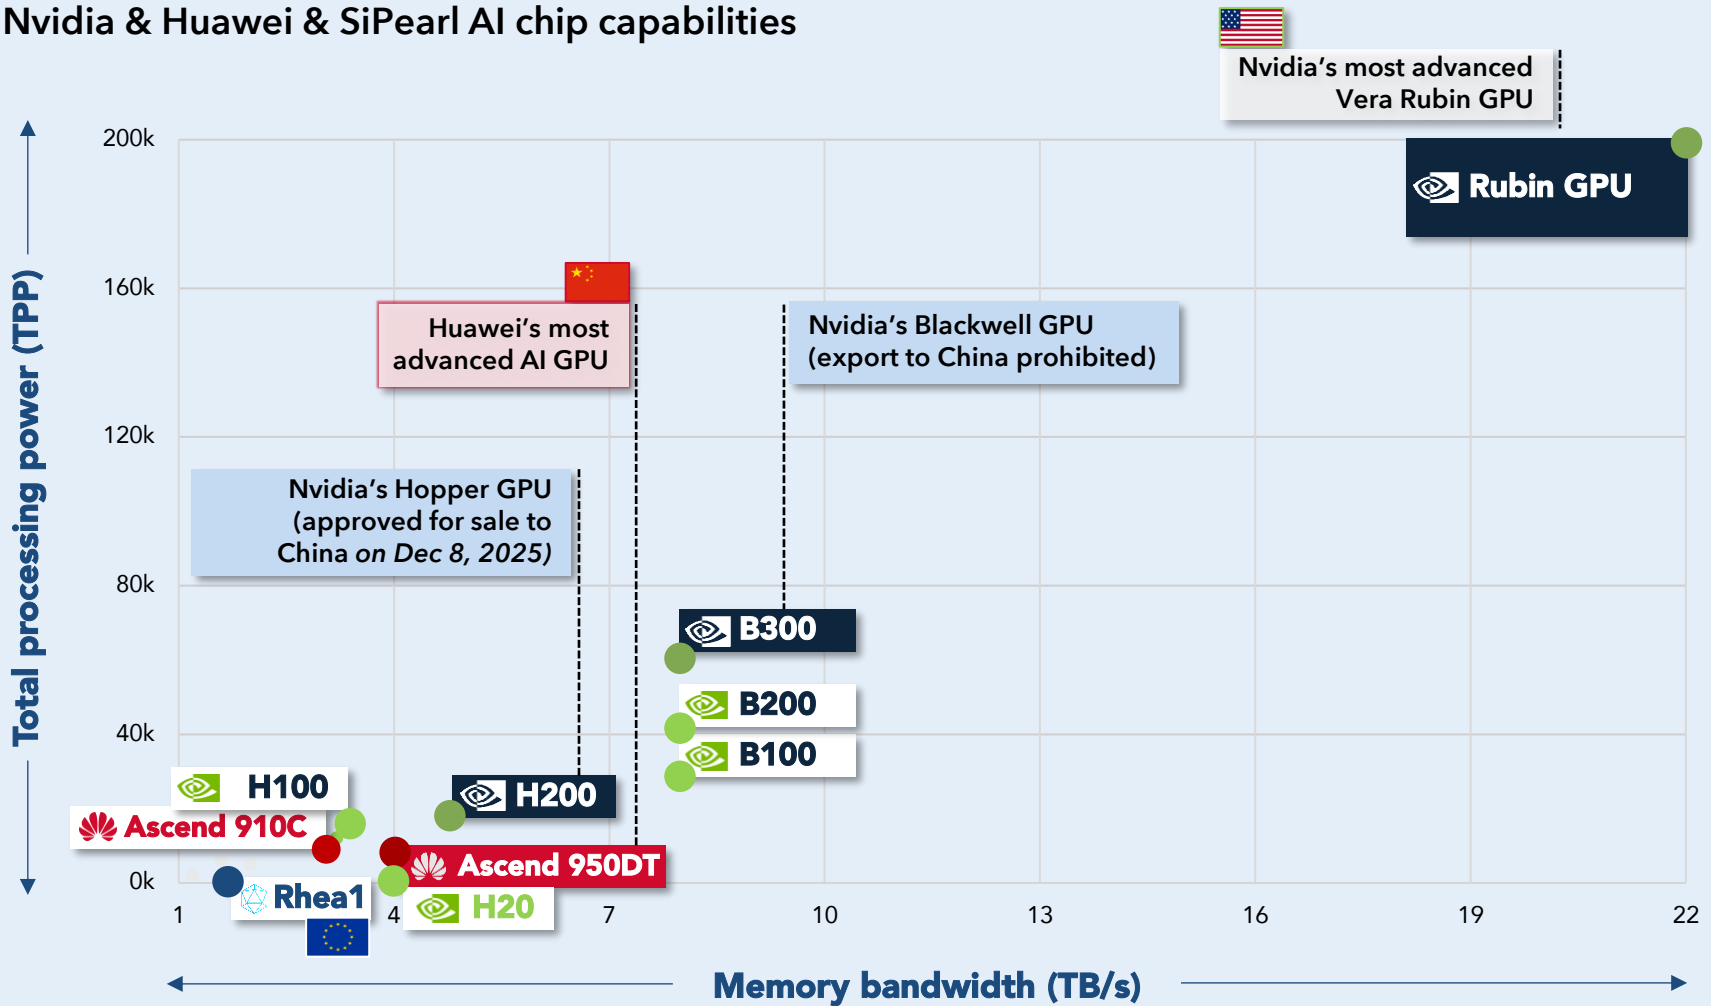 Nvidia & Huawei & SiPearl AI chip capabilities
Nvidia's most advanced
Vera Rubin GPU
Total processing power (TPP)
200k
Rubin GPU
160k
Huawei's most
advanced AI GPU
Nvidia's Blackwell GPU
(export to China prohibited)
120k
Nvidia's Hopper GPU
(approved for sale to
China on Dec 8, 2025)
80k
B300
B200
40k
B100
H100
H200
Ascend 910C
Ascend 950DT
0k
Rhea1
H20
1
4
7
10
13
16
19
22
Memory bandwidth (TB/s)